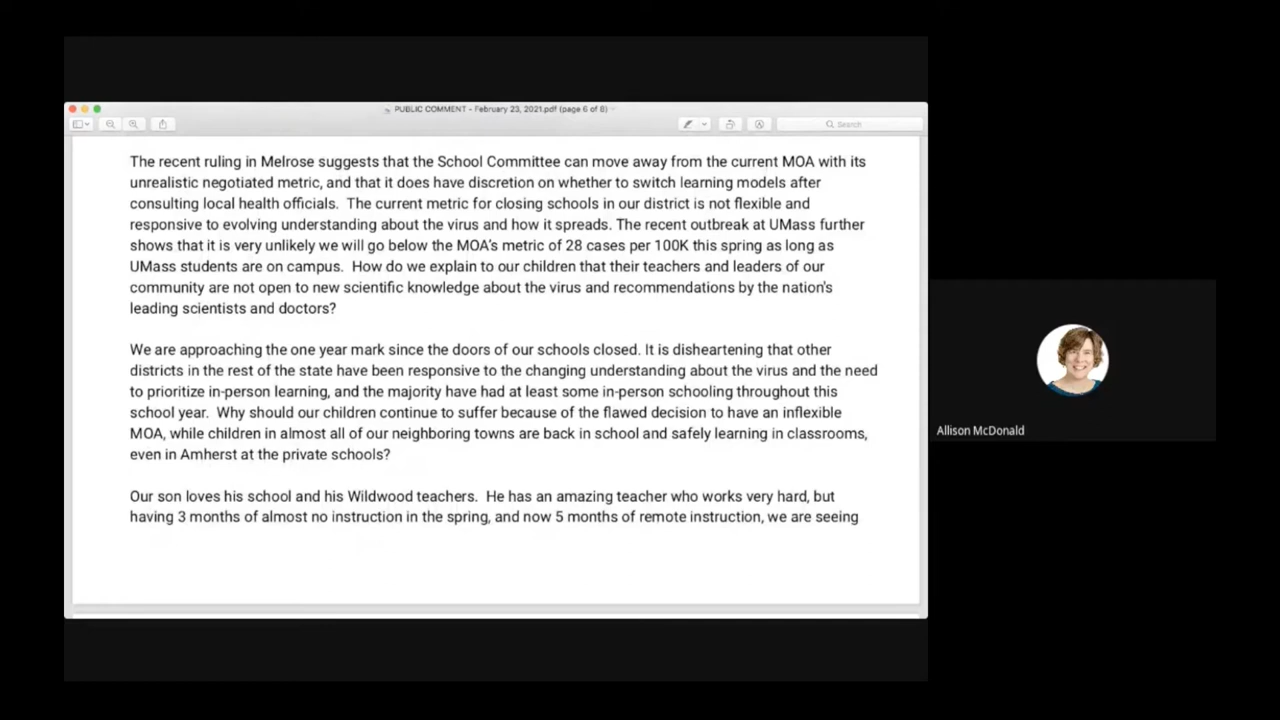 PUBLIC COMMENT - February 23, 2021.pdf (page 6 of 8)
Search
The recent ruling in Melrose suggests that the School Committee can move away from the current MOA with its
unrealistic negotiated metric, and that it does have discretion on whether to switch learning models after
consulting local health officials.  The current metric for closing schools in our district is not flexible and
responsive to evolving understanding about the virus and how it spreads. The recent outbreak at UMass further
shows that it is very unlikely we will go below the MOA's metric of 28 cases per 100K this spring as long as
UMass students are on campus.  How do we explain to our children that their teachers and leaders of our
community are not open to new scientific knowledge about the virus and recommendations by the nation's
leading scientists and doctors?
We are approaching the one year mark since the doors of our schools closed. It is disheartening that other
districts in the rest of the state have been responsive to the changing understanding about the virus and the need
to prioritize in-person learning, and the majority have had at least some in-person schooling throughout this
school year.  Why should our children continue to suffer because of the flawed decision to have an inflexible
MOA, while children in almost all of our neighboring towns are back in school and safely learning in classrooms,
even in Amherst at the private schools?
Our son loves his school and his Wildwood teachers.  He has an amazing teacher who works very hard, but
having 3 months of almost no instruction in the spring, and now 5 months of remote instruction, we are seeing
Allison McDonald